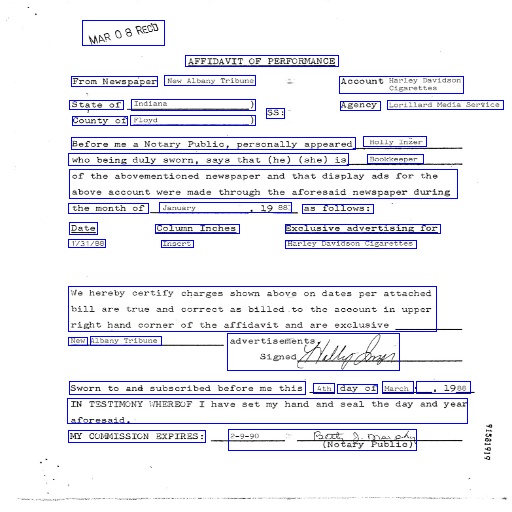 MAR 08 RECD
AFFIDAVIT OF PERFORMANCE
From Newspaper New Albany Tribune Account Harley Davidson Cigarettes
State of Indiana ) Agency Lorillard Media Service
SS:
County of Floyd )
Before me a Notary Public, personally appeared Holly Inzer
who being duly sworn, says that (he) (she) is Bookkeeper
of the abovementioned newspaper and that display ads for the
above account were made through the aforesaid newspaper during
the month of January , 19 88 as follows:
Date Column Inches Exclusive advertising for
1/31/88 Insert Harley Davidson Cigarettes
We hereby certify charges shown above on dates per attached
bill are true and correct as billed to the account in upper
right hand corner of the affidavit and are exclusive
New Albany Tribune advertisements.
Signed Holly Inzer
Sworn to and subscribed before me this 4th day of March , 1988
IN TESTIMONY WHEREOF I have set my hand and seal the day and year
aforesaid.
MY COMMISSION EXPIRES: 2-9-90 Betty J. Murphy
(Notary Public)
91581919